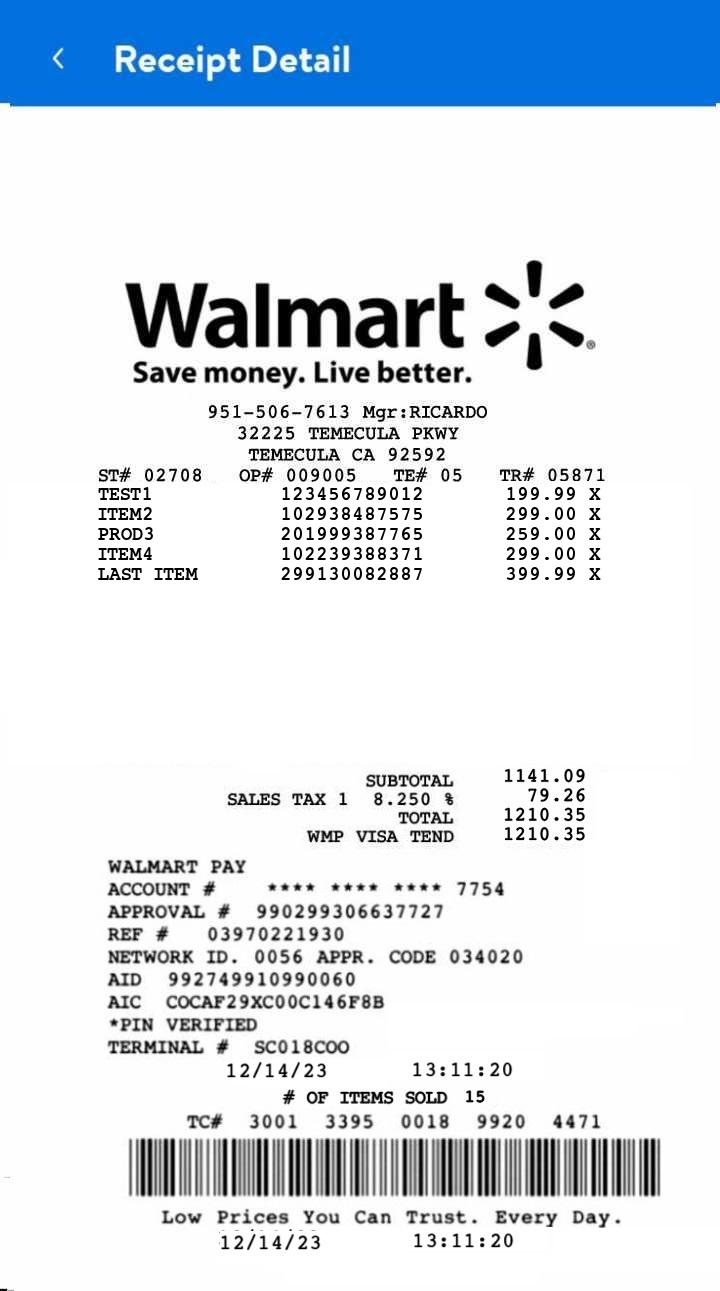 Receipt Detail
Walmart
Save money. Live better.
951-506-7613 Mgr:RICARDO
32225 TEMECULA PKWY
TEMECULA CA 92592
ST# 02708 OP# 009005 TE# 05 TR# 05871
TEST1 123456789012 199.99 X
ITEM2 102938487575 299.00 X
PROD3 201999387765 259.00 X
ITEM4 102239388371 299.00 X
LAST ITEM 299130082887 399.99 X
SUBTOTAL 1141.09
SALES TAX 1 8.250 % 79.26
TOTAL 1210.35
WMP VISA TEND 1210.35
WALMART PAY
ACCOUNT # **** **** **** 7754
APPROVAL # 990299306637727
REF # 03970221930
NETWORK ID. 0056 APPR. CODE 034020
AID 992749910990060
AIC COCAF29XC00C146F8B
*PIN VERIFIED
TERMINAL # SC018COO
12/14/23 13:11:20
# OF ITEMS SOLD 15
TC# 3001 3395 0018 9920 4471
Low Prices You Can Trust. Every Day.
12/14/23 13:11:20